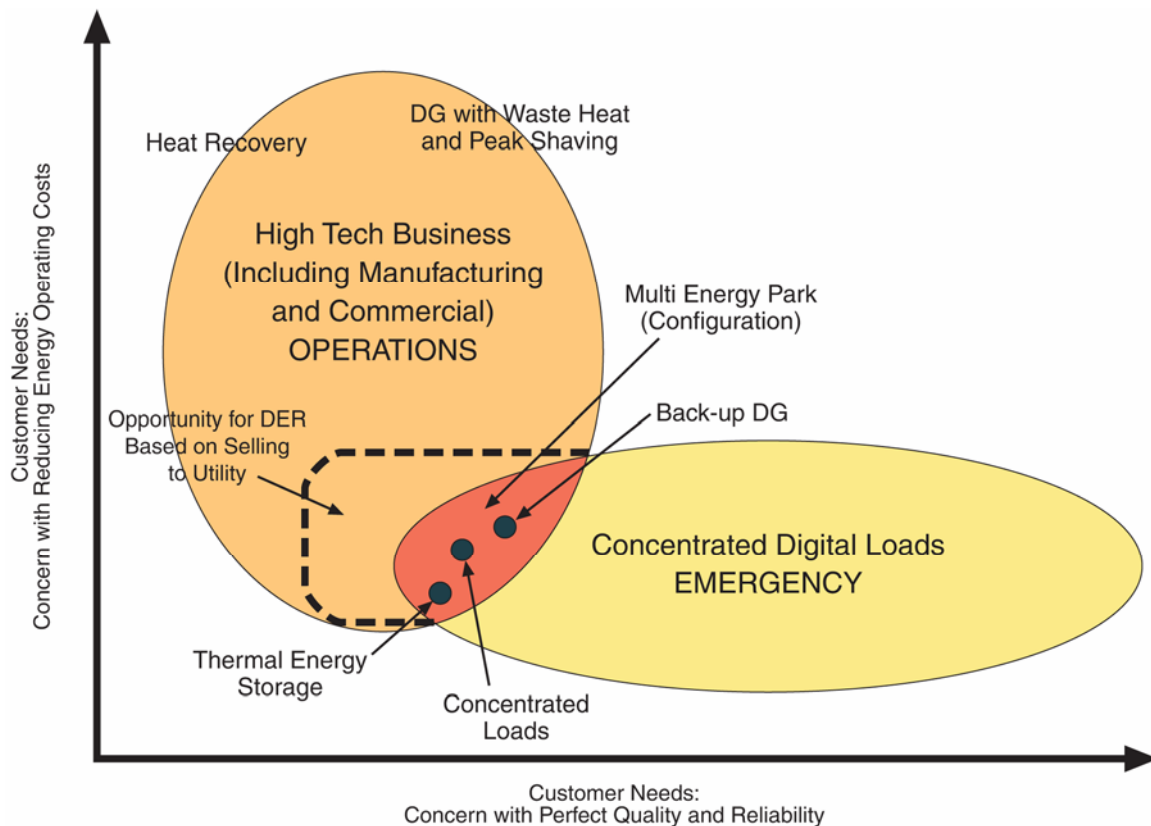 DG with Waste Heat
and Peak Shaving
Heat Recovery
High Tech Business
(Including Manufacturing
and Commercial)
OPERATIONS
Multi Energy Park
(Configuration)
Back-up DG
Opportunity for DER
Based on Selling
to Utility
Concentrated Digital Loads
EMERGENCY
Thermal Energy
Storage
Concentrated
Loads
Customer Needs:
Concern with Reducing Energy Operating Costs
Customer Needs:
Concern with Perfect Quality and Reliability